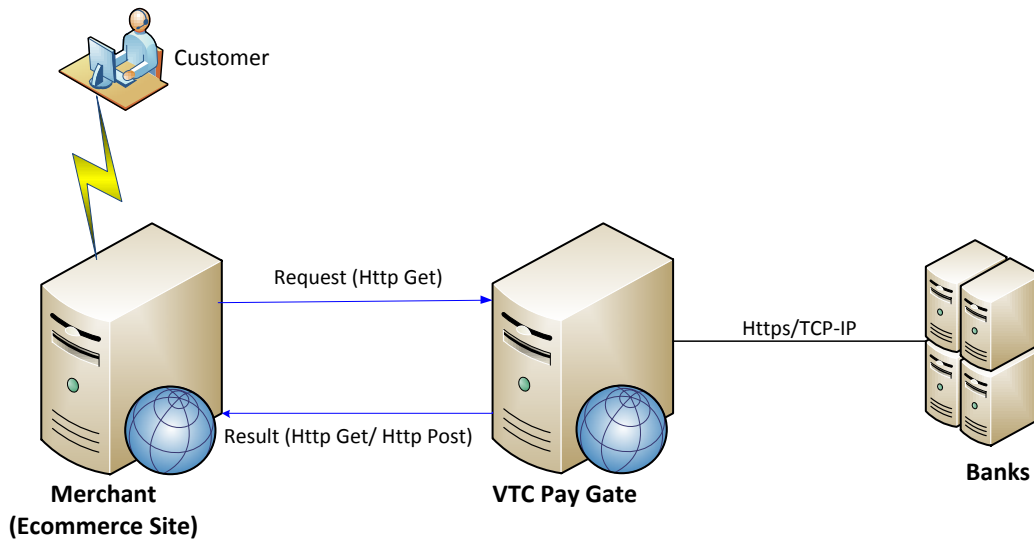 Customer
Request (Http Get)
Https/TCP-IP
Result (Http Get/ Http Post)
Merchant
(Ecommerce Site)
VTC Pay Gate
Banks